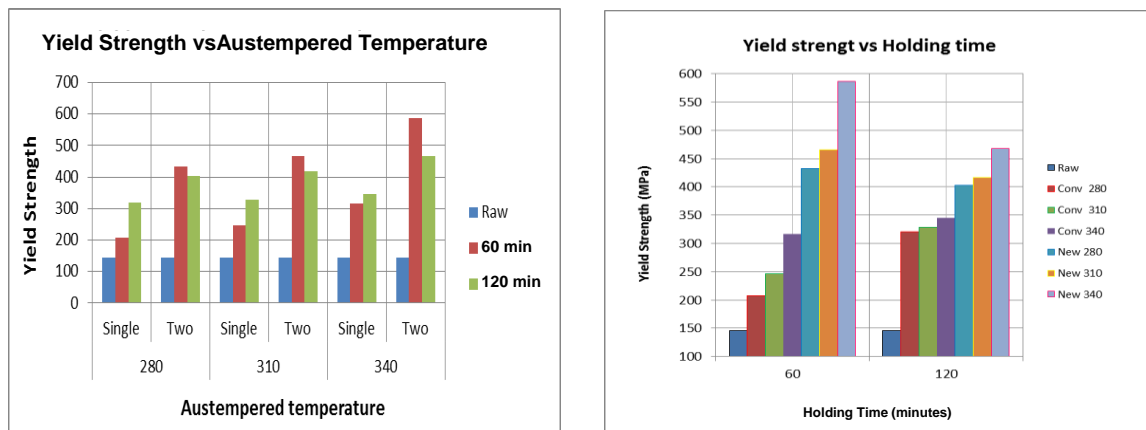 Yield Strength vsAustempered Temperature
700
600
500
400
300
200
100
0
Yield Strength
Single Two Single Two Single Two
280 310 340
Austempered temperature
Raw
60 min
120 min
Yield strengt vs Holding time
600
550
500
450
400
350
300
250
200
150
100
Yield Strength (MPa)
60 120
Holding Time (minutes)
Raw
Conv 280
Conv 310
Conv 340
New 280
New 310
New 340